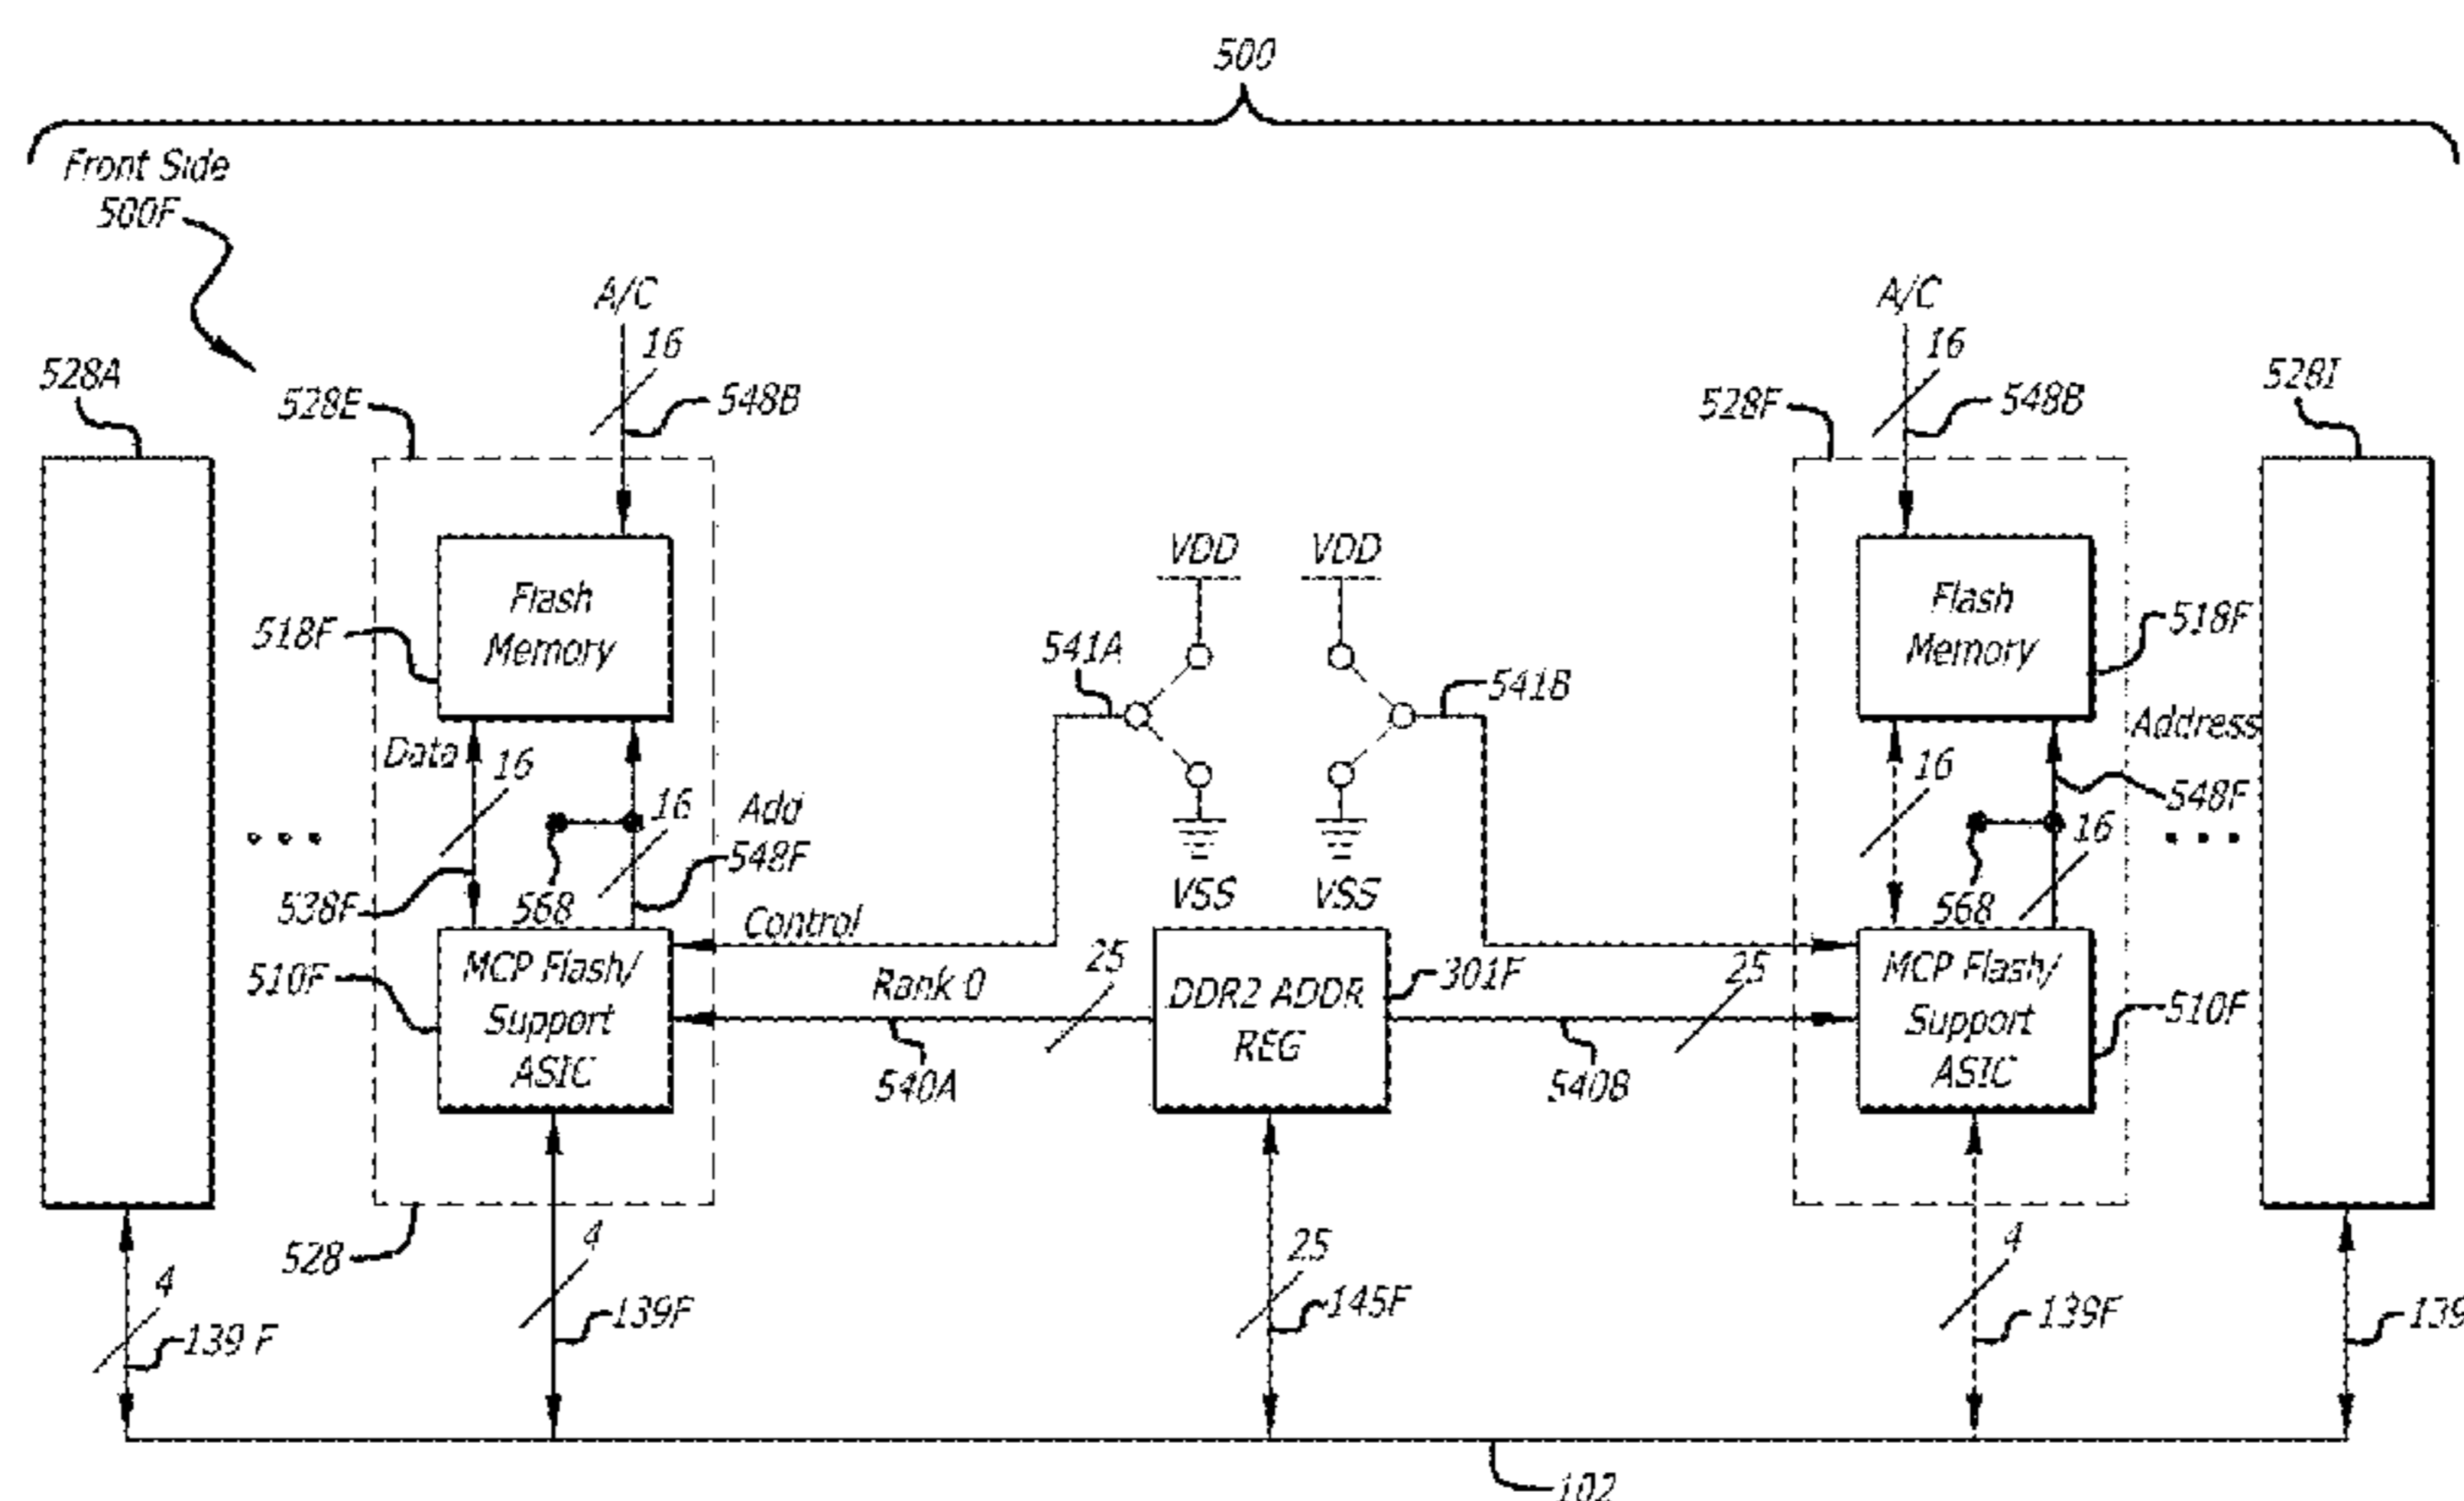 500
Front Side
500F
A/C
16
548B
A/C
16
548B
528A
528E
528F
528I
VDD
VDD
Flash
Memory
518F
541A
541B
Flash
Memory
518F
Data
16
16
Add
548F
538F
568
Control
VSS
VSS
Address
16
548F
16
568
510F
MCP Flash/
Support
ASIC
Rank 0
25
540A
DDR2 ADDR
REG
301F
25
540B
MCP Flash/
Support
ASIC
510F
528
4
139F
4
139F
25
145F
4
139F
139
102